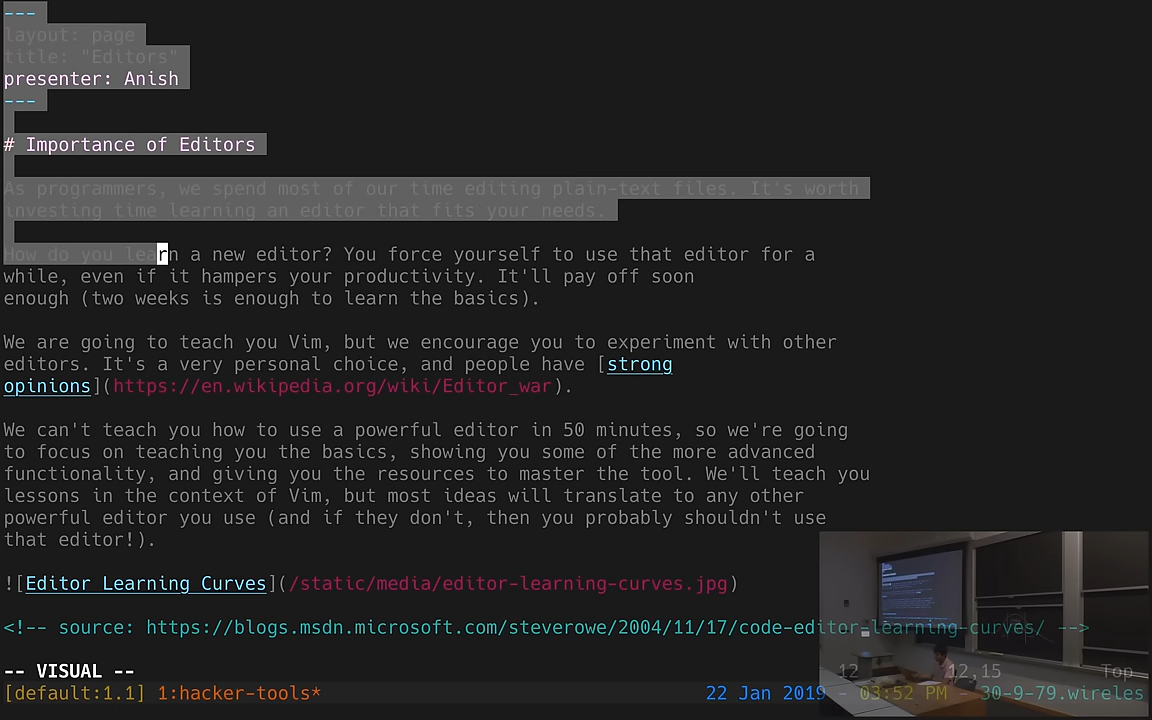 ---
layout: page
title: "Editors"
presenter: Anish
---
# Importance of Editors
As programmers, we spend most of our time editing plain-text files. It's worth
investing time learning an editor that fits your needs.
How do you learn a new editor? You force yourself to use that editor for a
while, even if it hampers your productivity. It'll pay off soon
enough (two weeks is enough to learn the basics).
We are going to teach you Vim, but we encourage you to experiment with other
editors. It's a very personal choice, and people have [strong
opinions](https://en.wikipedia.org/wiki/Editor_war).
We can't teach you how to use a powerful editor in 50 minutes, so we're going
to focus on teaching you the basics, showing you some of the more advanced
functionality, and giving you the resources to master the tool. We'll teach you
lessons in the context of Vim, but most ideas will translate to any other
powerful editor you use (and if they don't, then you probably shouldn't use
that editor!).
![Editor Learning Curves](/static/media/editor-learning-curves.jpg)
<!-- source: https://blogs.msdn.microsoft.com/steverowe/2004/11/17/code-editor-learning-curves/ -->
-- VISUAL -- 12 12,15 Top
[default:1.1] 1:hacker-tools* 22 Jan 2019 - 03:52 PM - 30-9-79.wireles